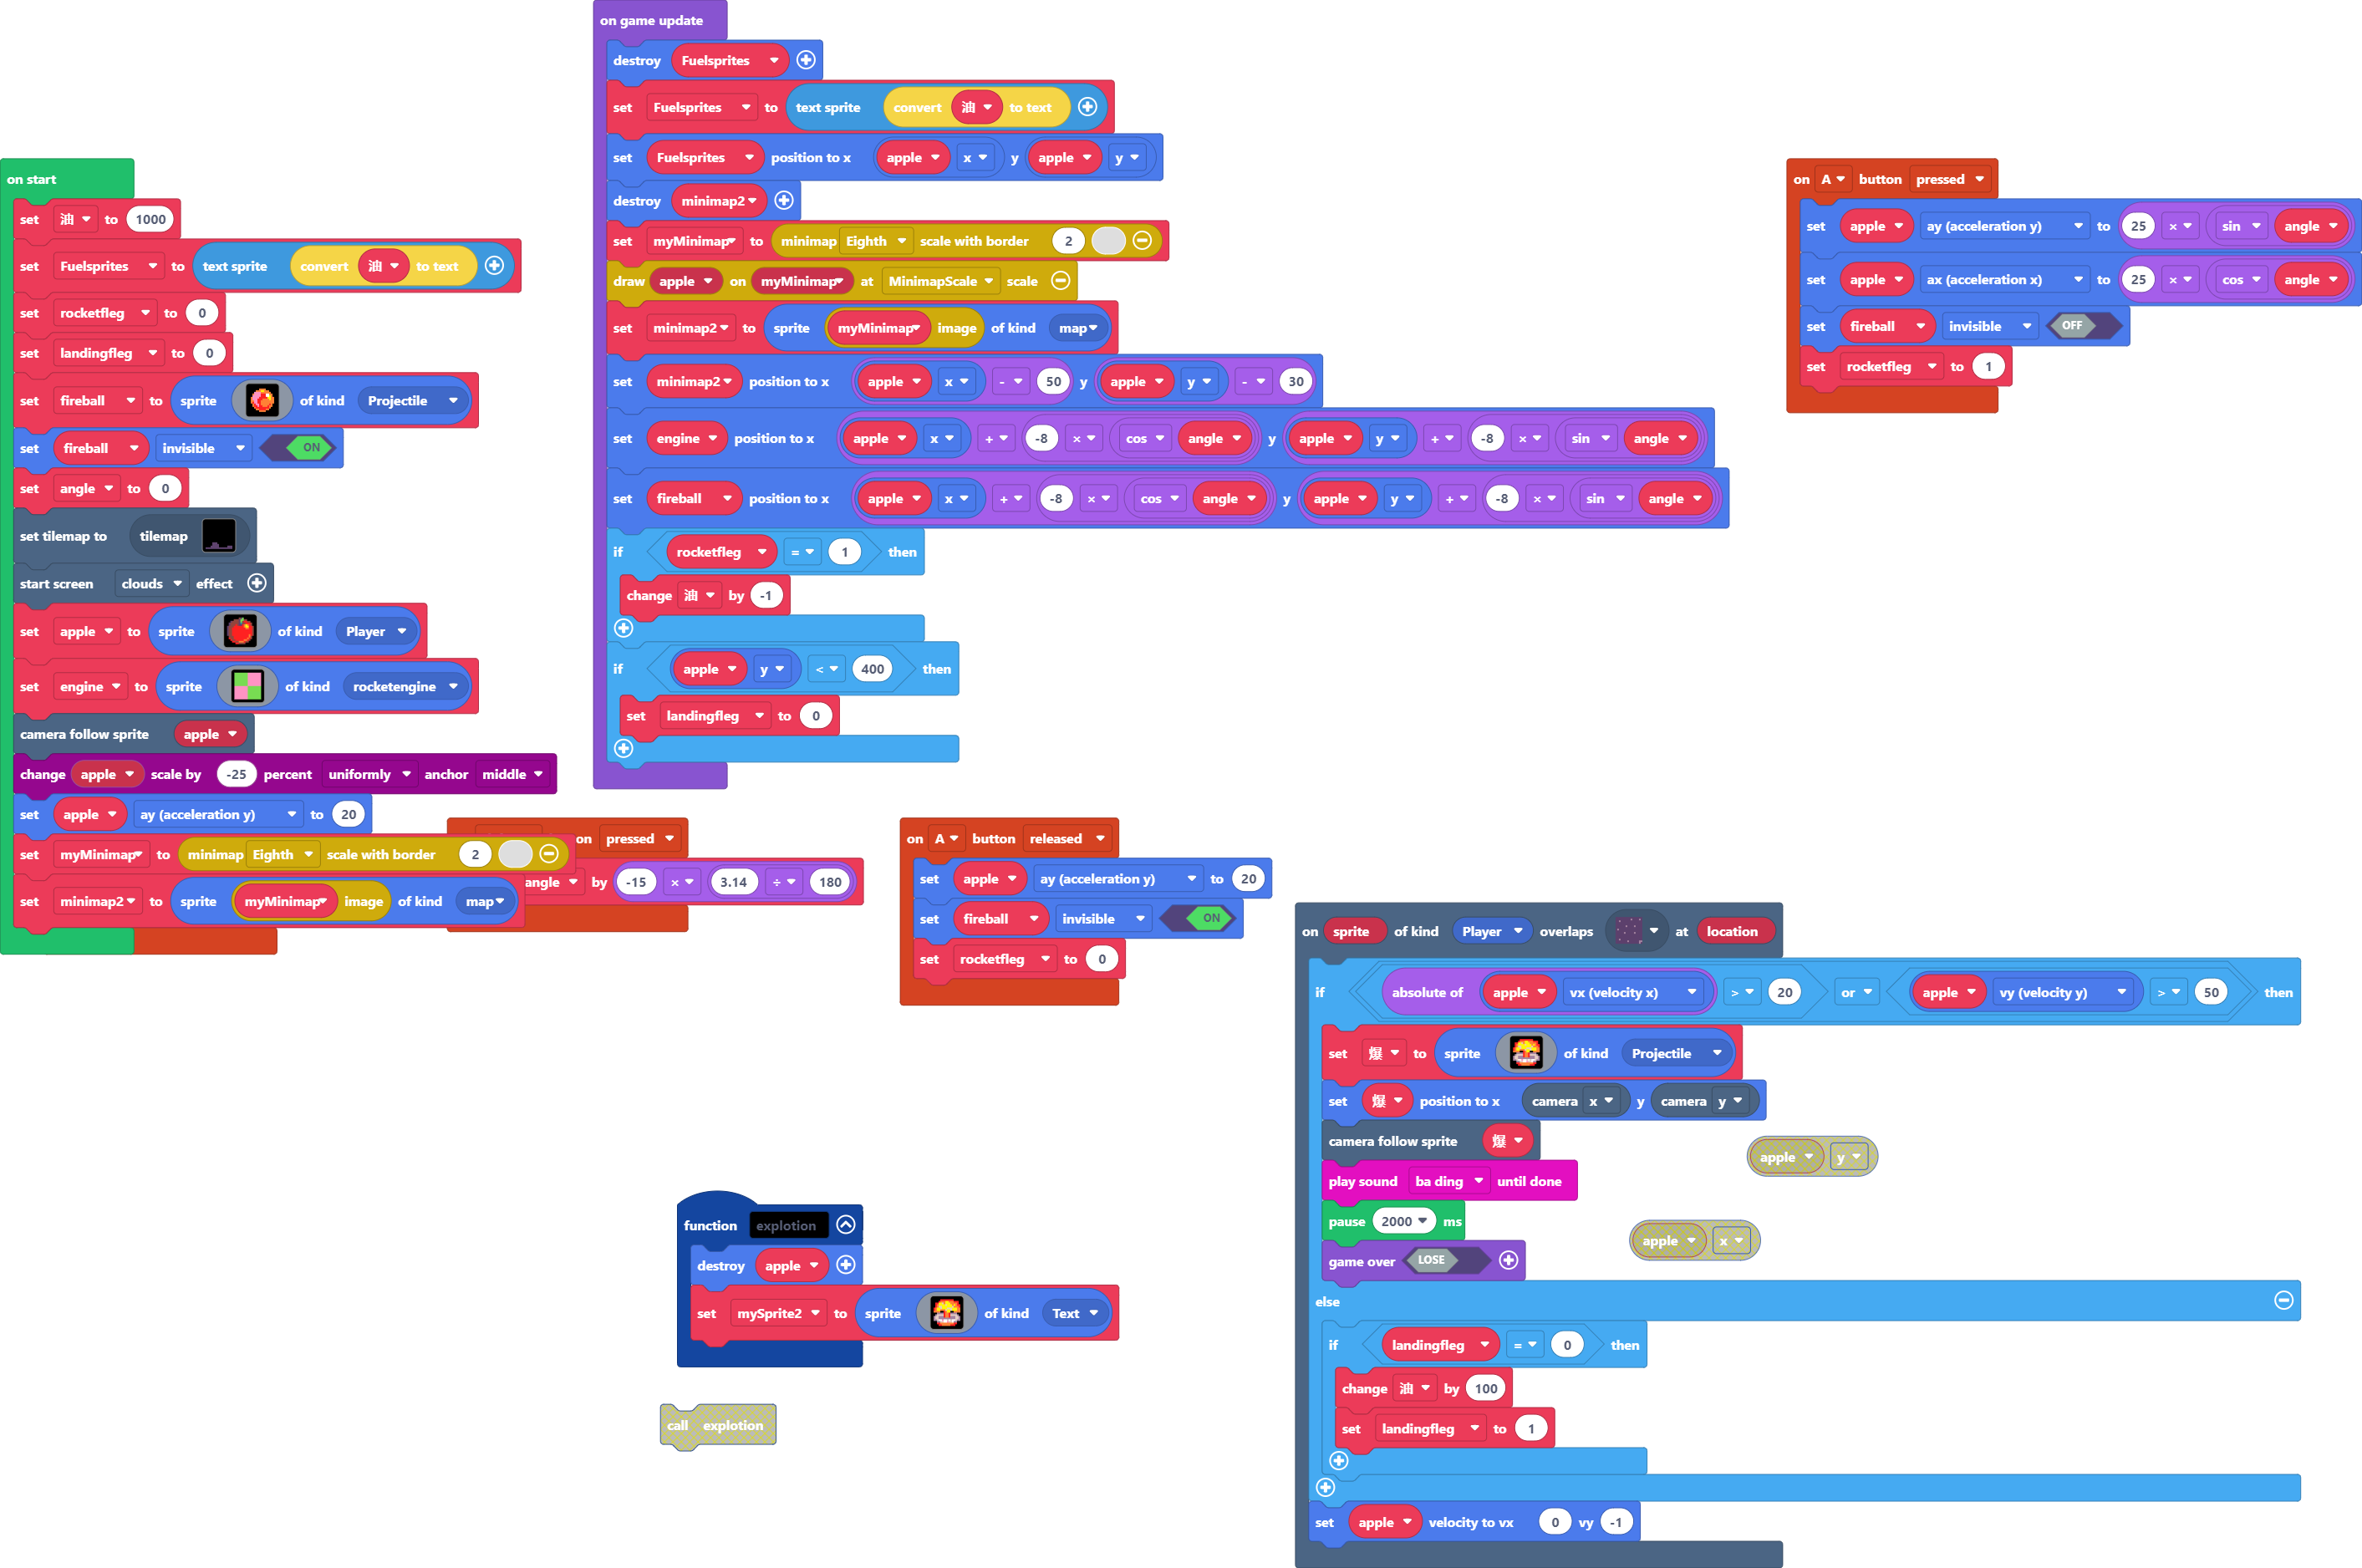 on start
set 油 to 1000
set Fuelsprites to text sprite convert 油 to text
set rocketfleg to 0
set landingfleg to 0
set fireball to sprite of kind Projectile
set fireball invisible ON
set angle to 0
set tilemap to tilemap
start screen clouds effect
set apple to sprite of kind Player
set engine to sprite of kind rocketengine
camera follow sprite apple
change apple scale by -25 percent uniformly anchor middle
set apple ay (acceleration y) to 20
set myMinimap to minimap Eighth scale with border 2
set minimap2 to sprite myMinimap image of kind map
on game update
destroy Fuelsprites
set Fuelsprites to text sprite convert 油 to text
set Fuelsprites position to x apple x y apple y
destroy minimap2
set myMinimap to minimap Eighth scale with border 2
draw apple on myMinimap at MinimapScale scale
set minimap2 to sprite myMinimap image of kind map
set minimap2 position to x apple x - 50 y apple y - 30
set engine position to x apple x + -8 × cos angle y apple y + -8 × sin angle
set fireball position to x apple x + -8 × cos angle y apple y + -8 × sin angle
if rocketfleg = 1 then
change 油 by -1
if apple y < 400 then
set landingfleg to 0
on A button pressed
set apple ay (acceleration y) to 25 × sin angle
set apple ax (acceleration x) to 25 × cos angle
set fireball invisible OFF
set rocketfleg to 1
on pressed
angle by -15 × 3.14 ÷ 180
on A button released
set apple ay (acceleration y) to 20
set fireball invisible ON
set rocketfleg to 0
on sprite of kind Player overlaps at location
if absolute of apple vx (velocity x) > 20 or apple vy (velocity y) > 50 then
set 爆 to sprite of kind Projectile
set 爆 position to x camera x y camera y
camera follow sprite 爆
play sound ba ding until done
pause 2000 ms
game over LOSE
else
if landingfleg = 0 then
change 油 by 100
set landingfleg to 1
set apple velocity to vx 0 vy -1
apple y
apple x
function explotion
destroy apple
set mySprite2 to sprite of kind Text
call explotion